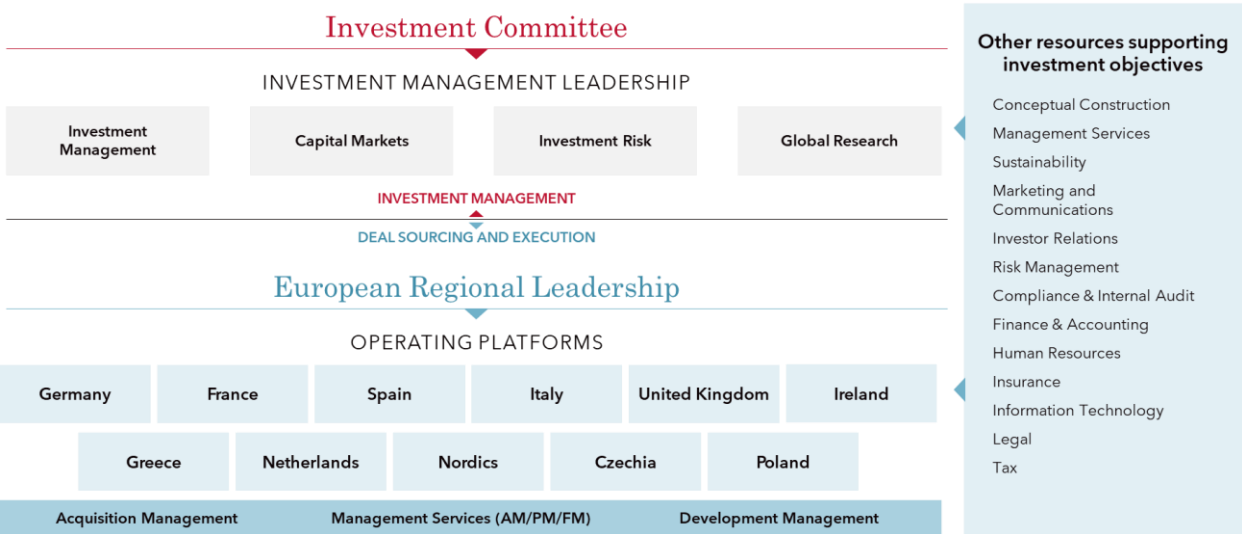 Investment Committee
INVESTMENT MANAGEMENT LEADERSHIP
Investment
Management
Capital Markets
Investment Risk
Global Research
INVESTMENT MANAGEMENT
DEAL SOURCING AND EXECUTION
European Regional Leadership
OPERATING PLATFORMS
Germany
France
Spain
Italy
United Kingdom
Ireland
Greece
Netherlands
Nordics
Czechia
Poland
Acquisition Management
Management Services (AM/PM/FM)
Development Management
Other resources supporting
investment objectives
Conceptual Construction
Management Services
Sustainability
Marketing and
Communications
Investor Relations
Risk Management
Compliance & Internal Audit
Finance & Accounting
Human Resources
Insurance
Information Technology
Legal
Tax